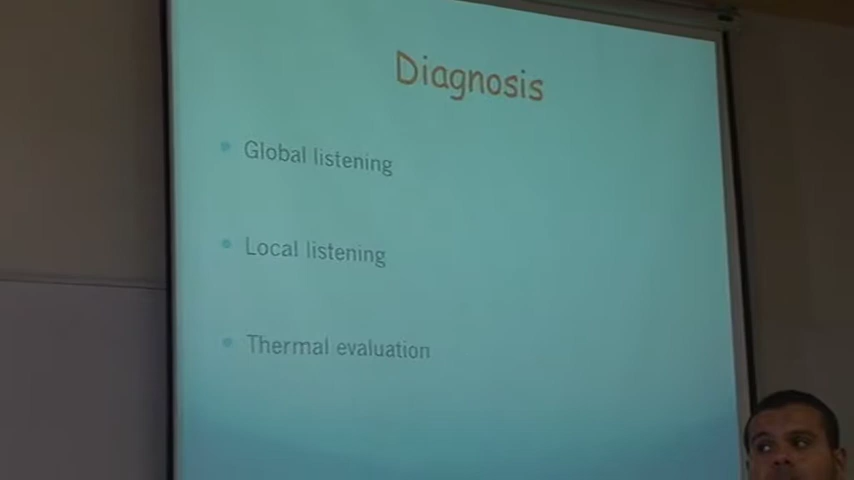 Diagnosis
Global listening
Local listening
Thermal evaluation